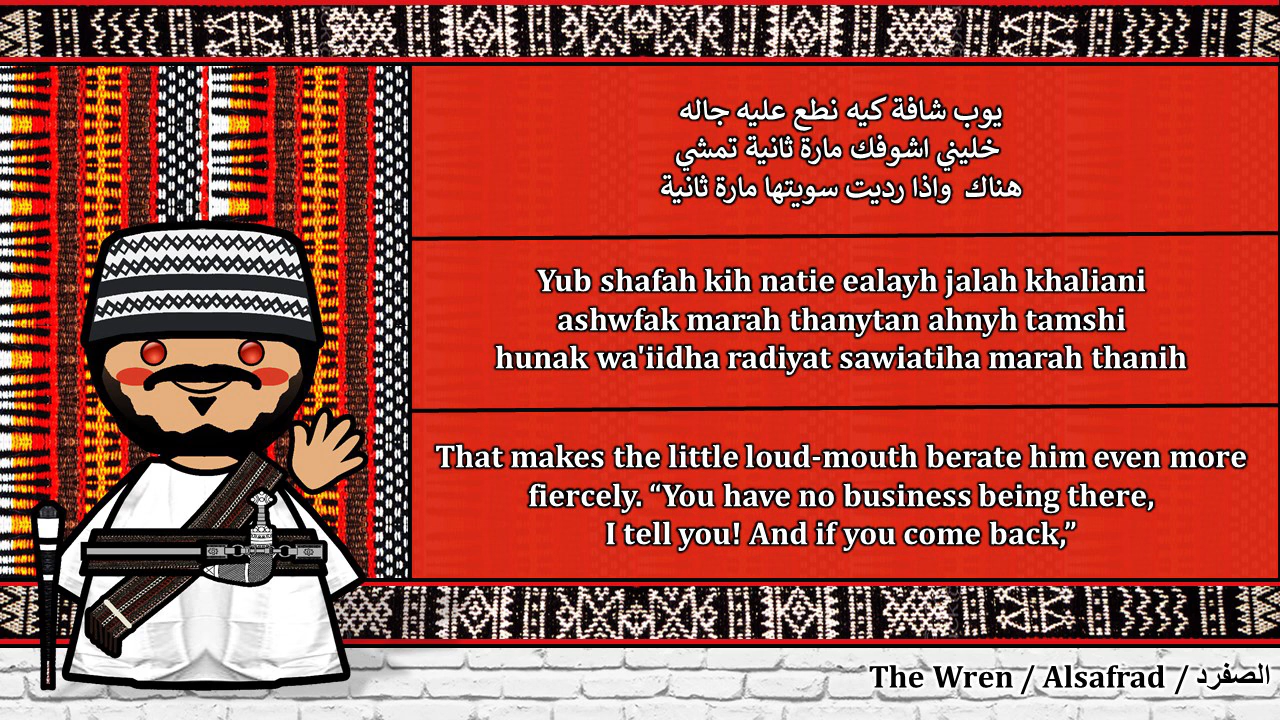 يوب شافة كيه نطع عليه جاله
خليني اشوفك مارة ثانية تمشي
هناك واذا رديت سويتها مارة ثانية
Yub shafah kih natie ealayh jalah khaliani
ashwfak marah thanytan ahnyh tamshi
hunak wa'iidha radiyat sawiatiha marah thanih
That makes the little loud-mouth berate him even more
fiercely. “You have no business being there,
I tell you! And if you come back,”
The Wren / Alsafrad / الصفرد